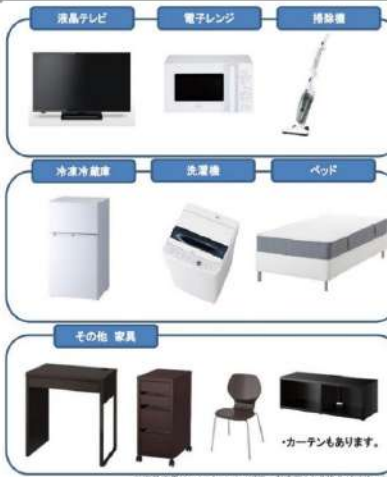 液晶テレビ
電子レンジ
掃除機
冷凍冷蔵庫
洗濯機
ベッド
その他 家具
・カーテンもあります。